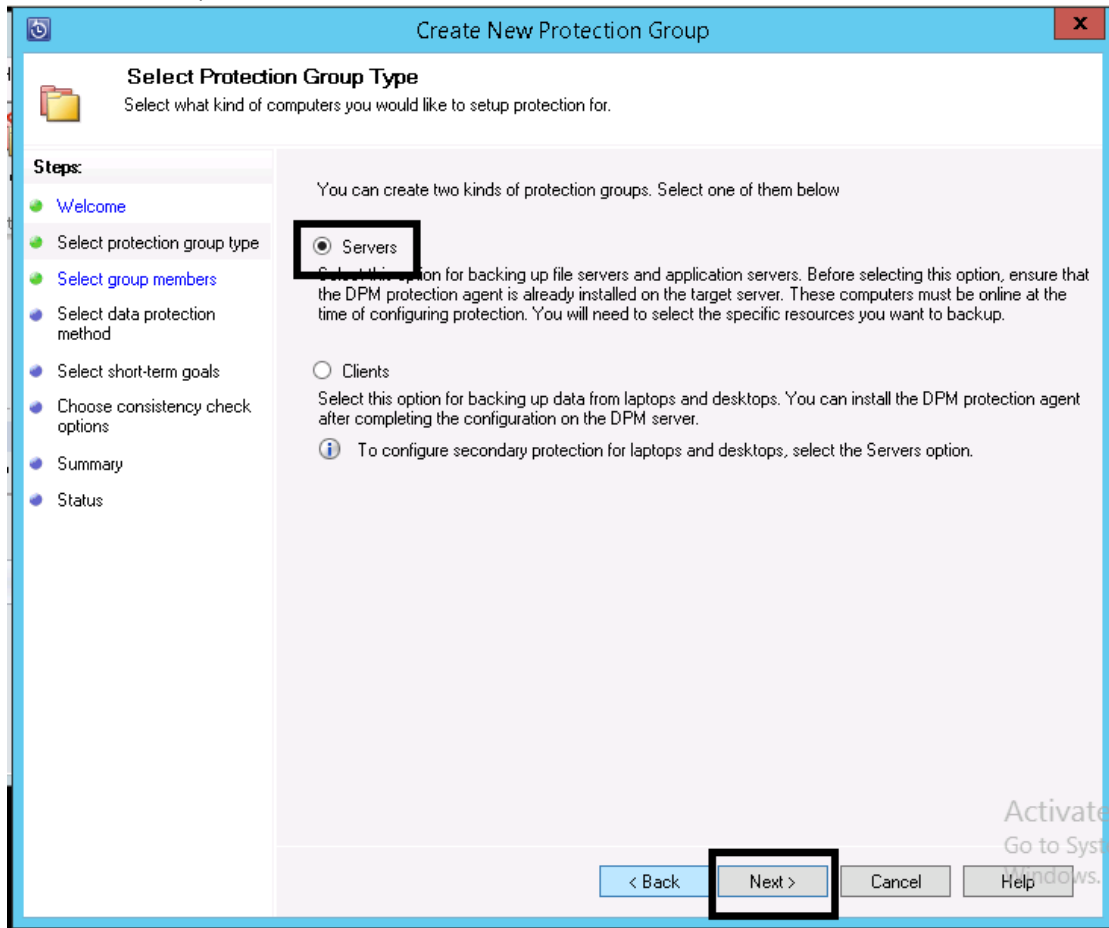 Create New Protection Group
X
Select Protection Group Type
Select what kind of computers you would like to setup protection for.
Steps:
Welcome
Select protection group type
Select group members
Select data protection
method
Select short-term goals
Choose consistency check
options
Summary
Status
You can create two kinds of protection groups. Select one of them below
Servers
Select this option for backing up file servers and application servers. Before selecting this option, ensure that
the DPM protection agent is already installed on the target server. These computers must be online at the
time of configuring protection. You will need to select the specific resources you want to backup.
Clients
Select this option for backing up data from laptops and desktops. You can install the DPM protection agent
after completing the configuration on the DPM server.
To configure secondary protection for laptops and desktops, select the Servers option.
Activate
Go to Syst
Windows.
< Back
Next >
Cancel
Help